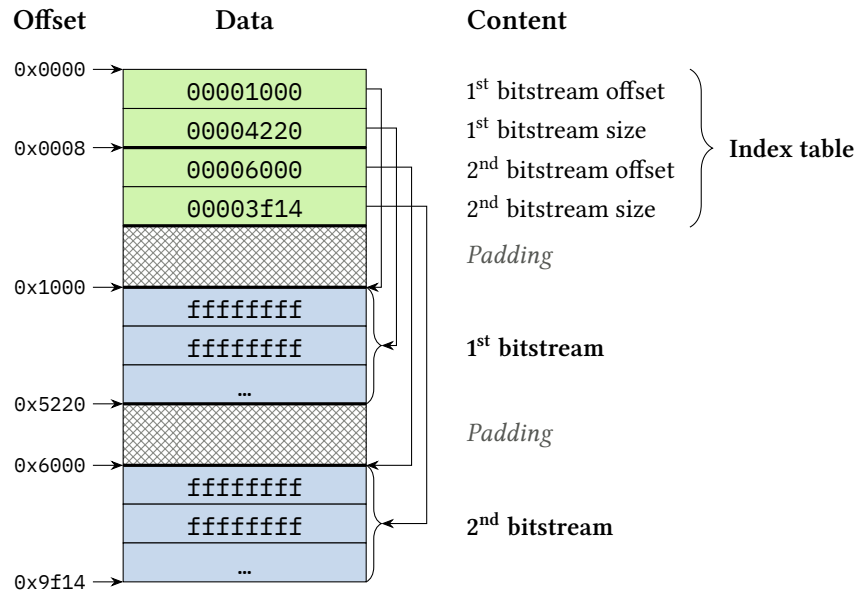 Offset Data Content
0x0000
00001000 1st bitstream offset
00004220 1st bitstream size
0x0008 Index table
00006000 2nd bitstream offset
00003f14 2nd bitstream size
Padding
0x1000
ffffffff
ffffffff 1st bitstream
…
0x5220
Padding
0x6000
ffffffff
ffffffff 2nd bitstream
…
0x9f14